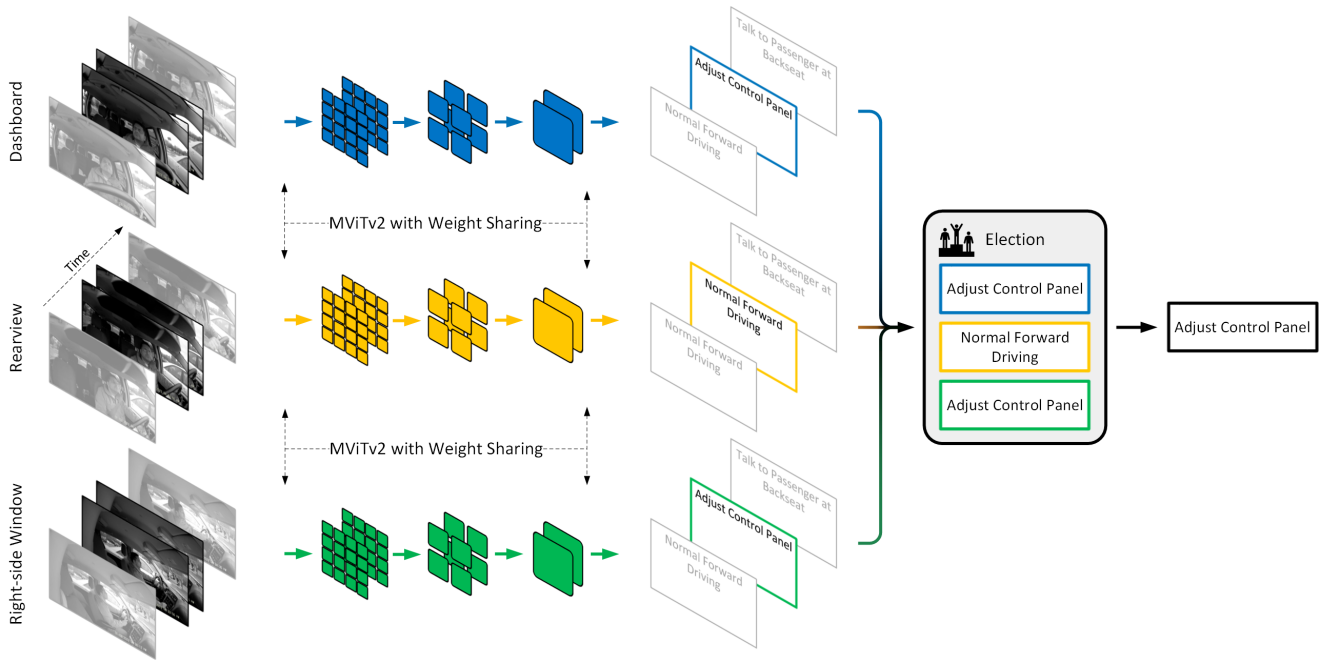 Dashboard
Talk to Passenger at
Backseat
Adjust Control Panel
Normal Forward
Driving
MViTv2 with Weight Sharing
Time
Rearview
Talk to Passenger at
Backseat
Normal Forward
Driving
Normal Forward
Driving
Election
Adjust Control Panel
Normal Forward
Driving
Adjust Control Panel
Adjust Control Panel
MViTv2 with Weight Sharing
Right-side Window
Talk to Passenger at
Backseat
Adjust Control Panel
Normal Forward
Driving